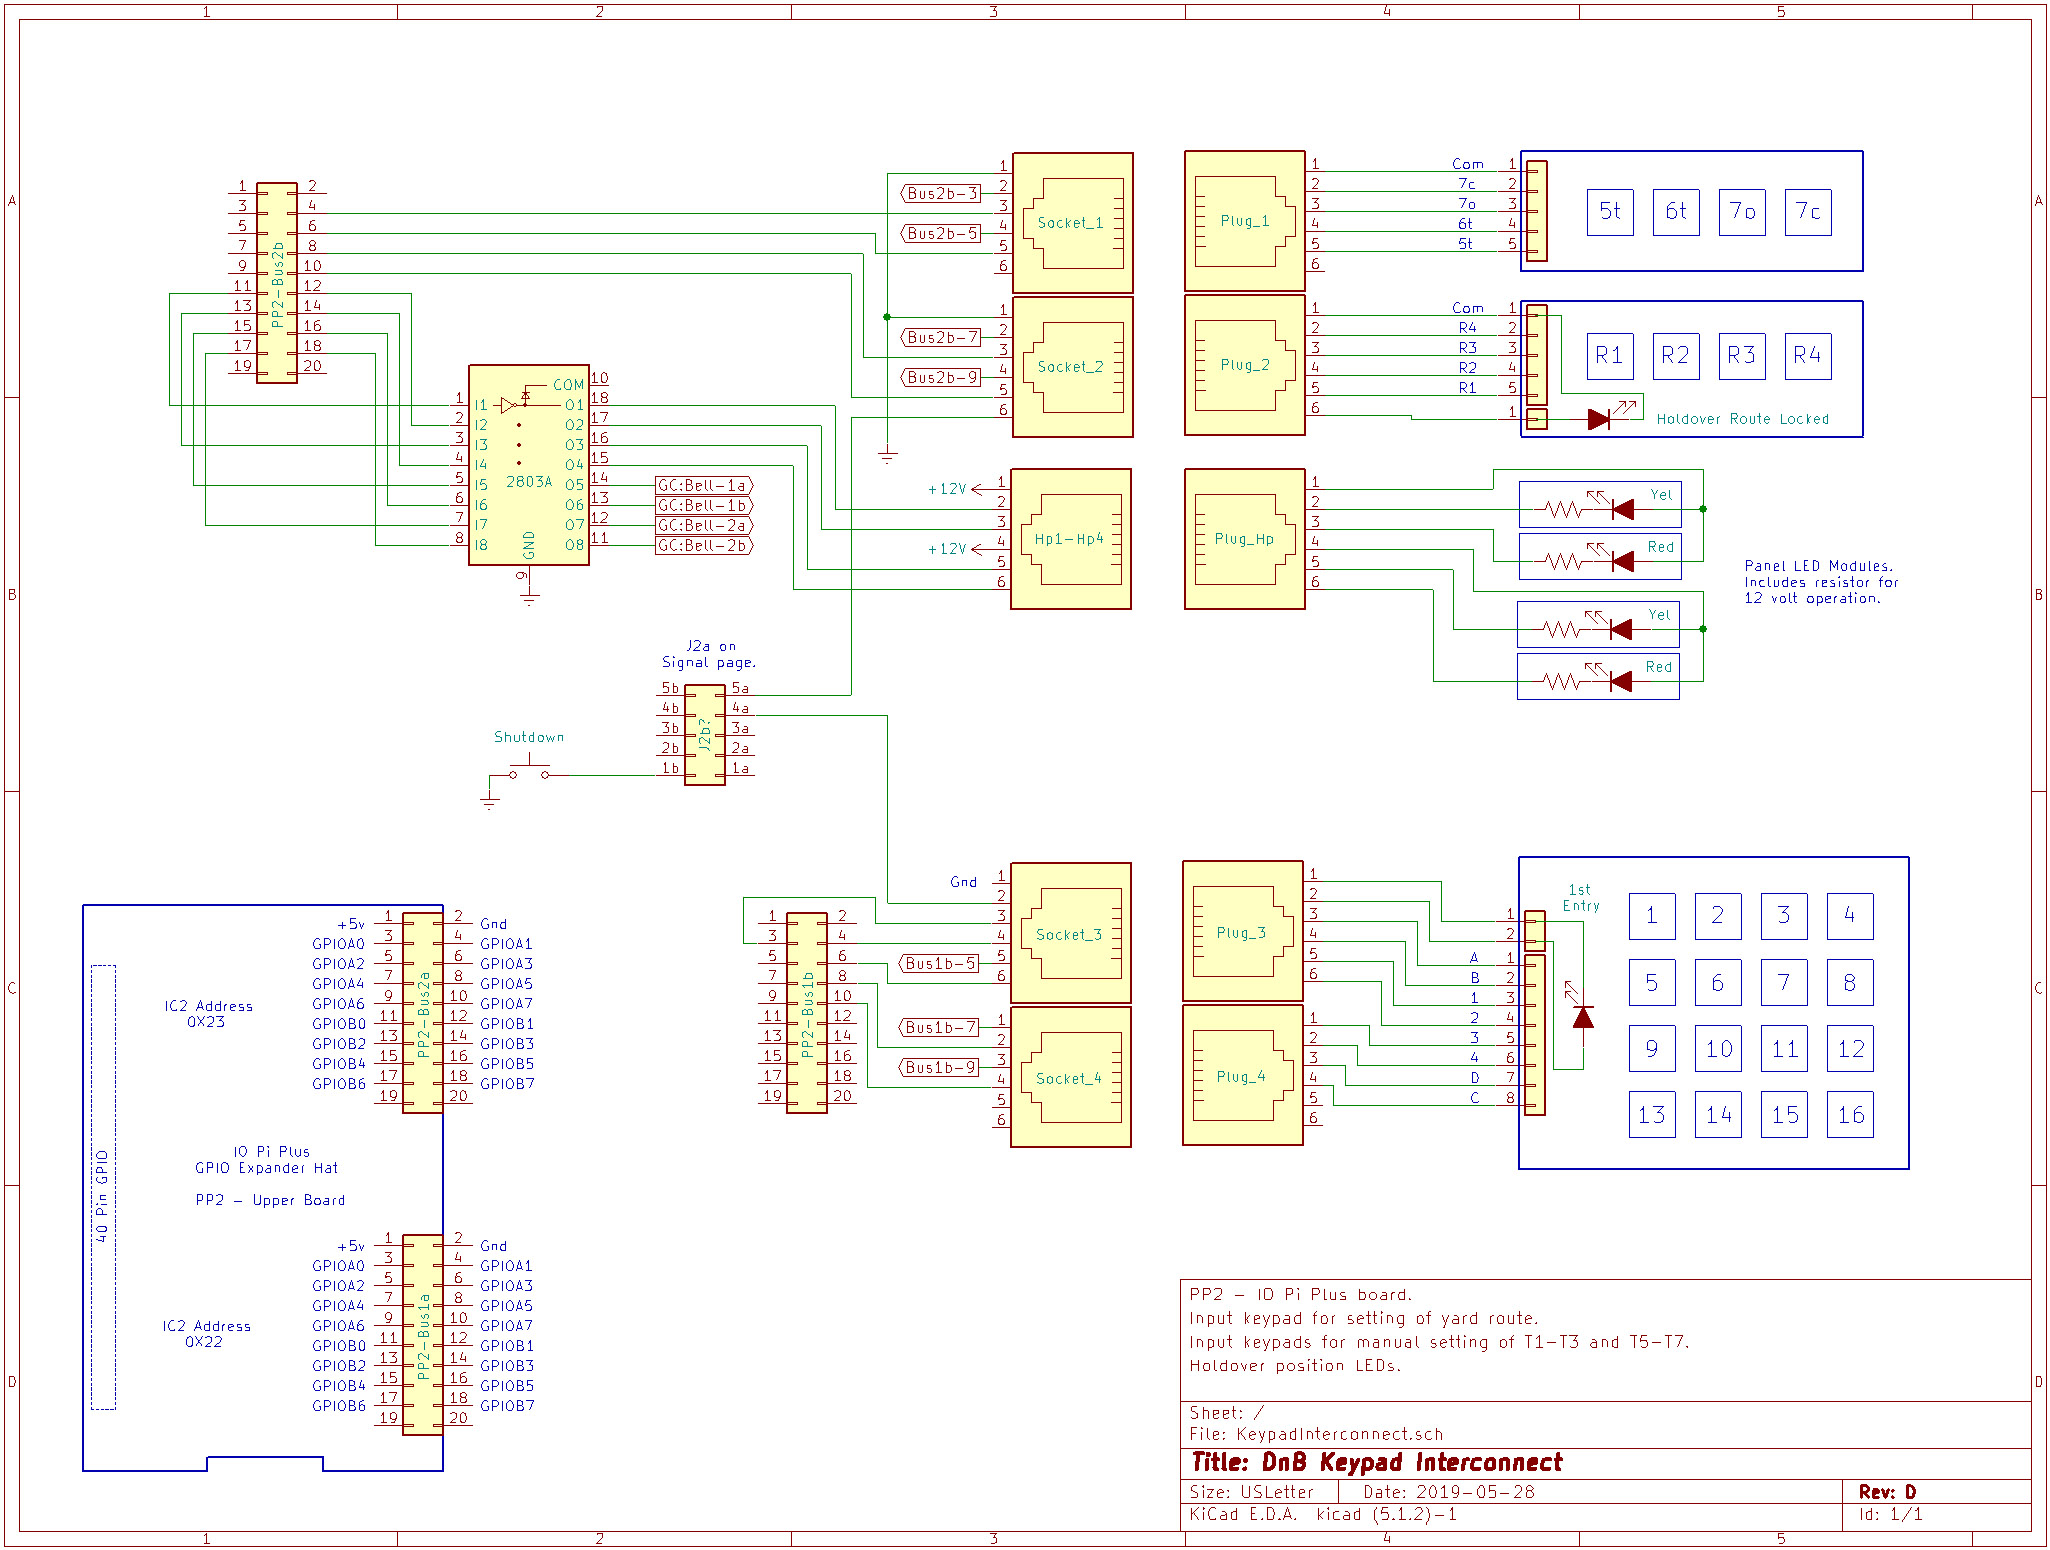 1 2 3 4 5
A
B
C
D
A
B
C
D
1 2
3 4
5 6
7 8
9 10
11 12
13 14
15 16
17 18
19 20
PP2-Bus2b
1 I1
2 I2
3 I3
4 I4
5 I5
6 I6
7 I7
8 I8
COM 10
O1 18
O2 17
O3 16
O4 15
O5 14
O6 13
O7 12
O8 11
2803A
GND
9
GC:Bell-1a
GC:Bell-1b
GC:Bell-2a
GC:Bell-2b
1
2
3
4
5
6
Bus2b-3
Bus2b-5
Socket_1
1
2
3
4
5
6
Bus2b-7
Bus2b-9
Socket_2
1
2
3
4
5
6
+12V
+12V
Hp1-Hp4
Plug_1
1
2
3
4
5
6
Com 1
7c 2
7o 3
6t 4
5t 5
5t 6t 7o 7c
Plug_2
1
2
3
4
5
6
Com 1
R4 2
R3 3
R2 4
R1 5
1
R1 R2 R3 R4
Holdover Route Locked
Plug_Hp
1
2
3
4
5
6
Yel
Red
Yel
Red
Panel LED Modules.
Includes resistor for
12 volt operation.
J2a on
Signal page.
5b 5a
4b 4a
3b 3a
2b 2a
1b 1a
J2b?
Shutdown
+5v 1 2 Gnd
GPIOA0 3 4 GPIOA1
GPIOA2 5 6 GPIOA3
GPIOA4 7 8 GPIOA5
GPIOA6 9 10 GPIOA7
GPIOB0 11 12 GPIOB1
GPIOB2 13 14 GPIOB3
GPIOB4 15 16 GPIOB5
GPIOB6 17 18 GPIOB7
19 20
PP2-Bus2a
IC2 Address
0X23
IO Pi Plus
GPIO Expander Hat
PP2 - Upper Board
40 Pin GPIO
+5v 1 2 Gnd
GPIOA0 3 4 GPIOA1
GPIOA2 5 6 GPIOA3
GPIOA4 7 8 GPIOA5
GPIOA6 9 10 GPIOA7
GPIOB0 11 12 GPIOB1
GPIOB2 13 14 GPIOB3
GPIOB4 15 16 GPIOB5
GPIOB6 17 18 GPIOB7
19 20
PP2-Bus1a
IC2 Address
0X22
1 2
3 4
5 6
7 8
9 10
11 12
13 14
15 16
17 18
19 20
PP2-Bus1b
Gnd 1
2
3
4
5
6
Bus1b-5
Socket_3
1
2
3
4
5
6
Bus1b-7
Bus1b-9
Socket_4
Plug_3
1
2
3
4
5
6
Plug_4
1
2
3
4
5
6
1
2
A 1
B 2
1 3
2 4
3 5
4 6
D 7
C 8
1st
Entry
1 2 3 4
5 6 7 8
9 10 11 12
13 14 15 16
PP2 - IO Pi Plus board.
Input keypad for setting of yard route.
Input keypads for manual setting of T1-T3 and T5-T7.
Holdover position LEDs.
Sheet: /
File: KeypadInterconnect.sch
Title: DnB Keypad Interconnect
Size: USLetter Date: 2019-05-28 Rev: D
KiCad E.D.A. kicad (5.1.2)-1 Id: 1/1
1 2 3 4 5